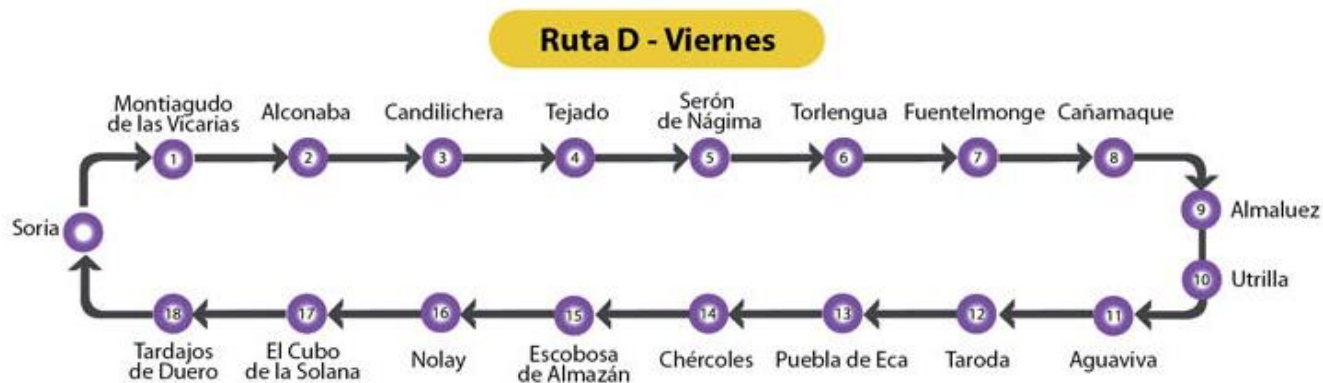 Ruta D - Viernes
Montiagudo
de las Vicarias
Alconaba
Candilichera
Tejado
Serón
de Nágima
Torlengua
Fuentelmonge
Cañamaque
1
2
3
4
5
6
7
8
Soria
9
Almaluez
10
Utrilla
18
17
16
15
14
13
12
11
Tardajos
de Duero
El Cubo
de la Solana
Nolay
Escobosa
de Almazán
Chércoles
Puebla de Eca
Taroda
Aguaviva